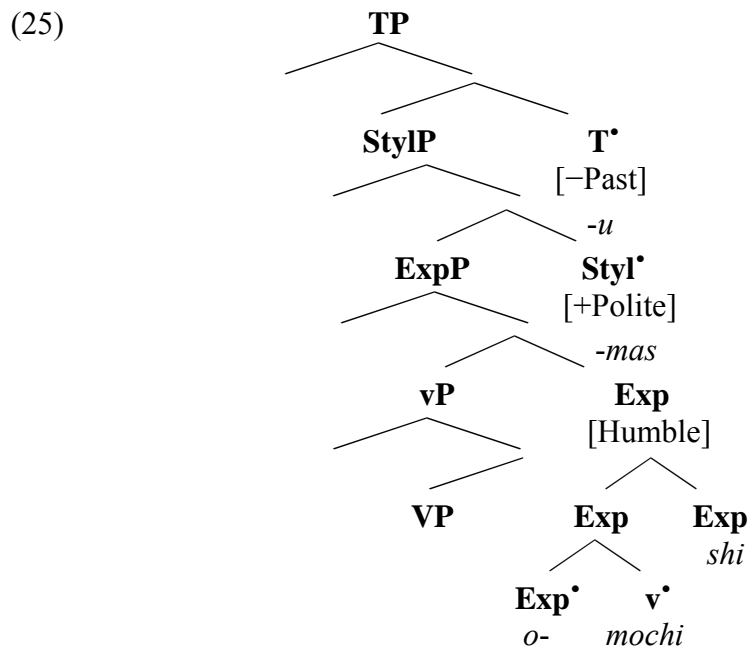 (25)
TP
StylP T•
[−Past]
-u
ExpP Styl•
[+Polite]
-mas
vP Exp
[Humble]
VP Exp Exp
shi
Exp• v•
o- mochi